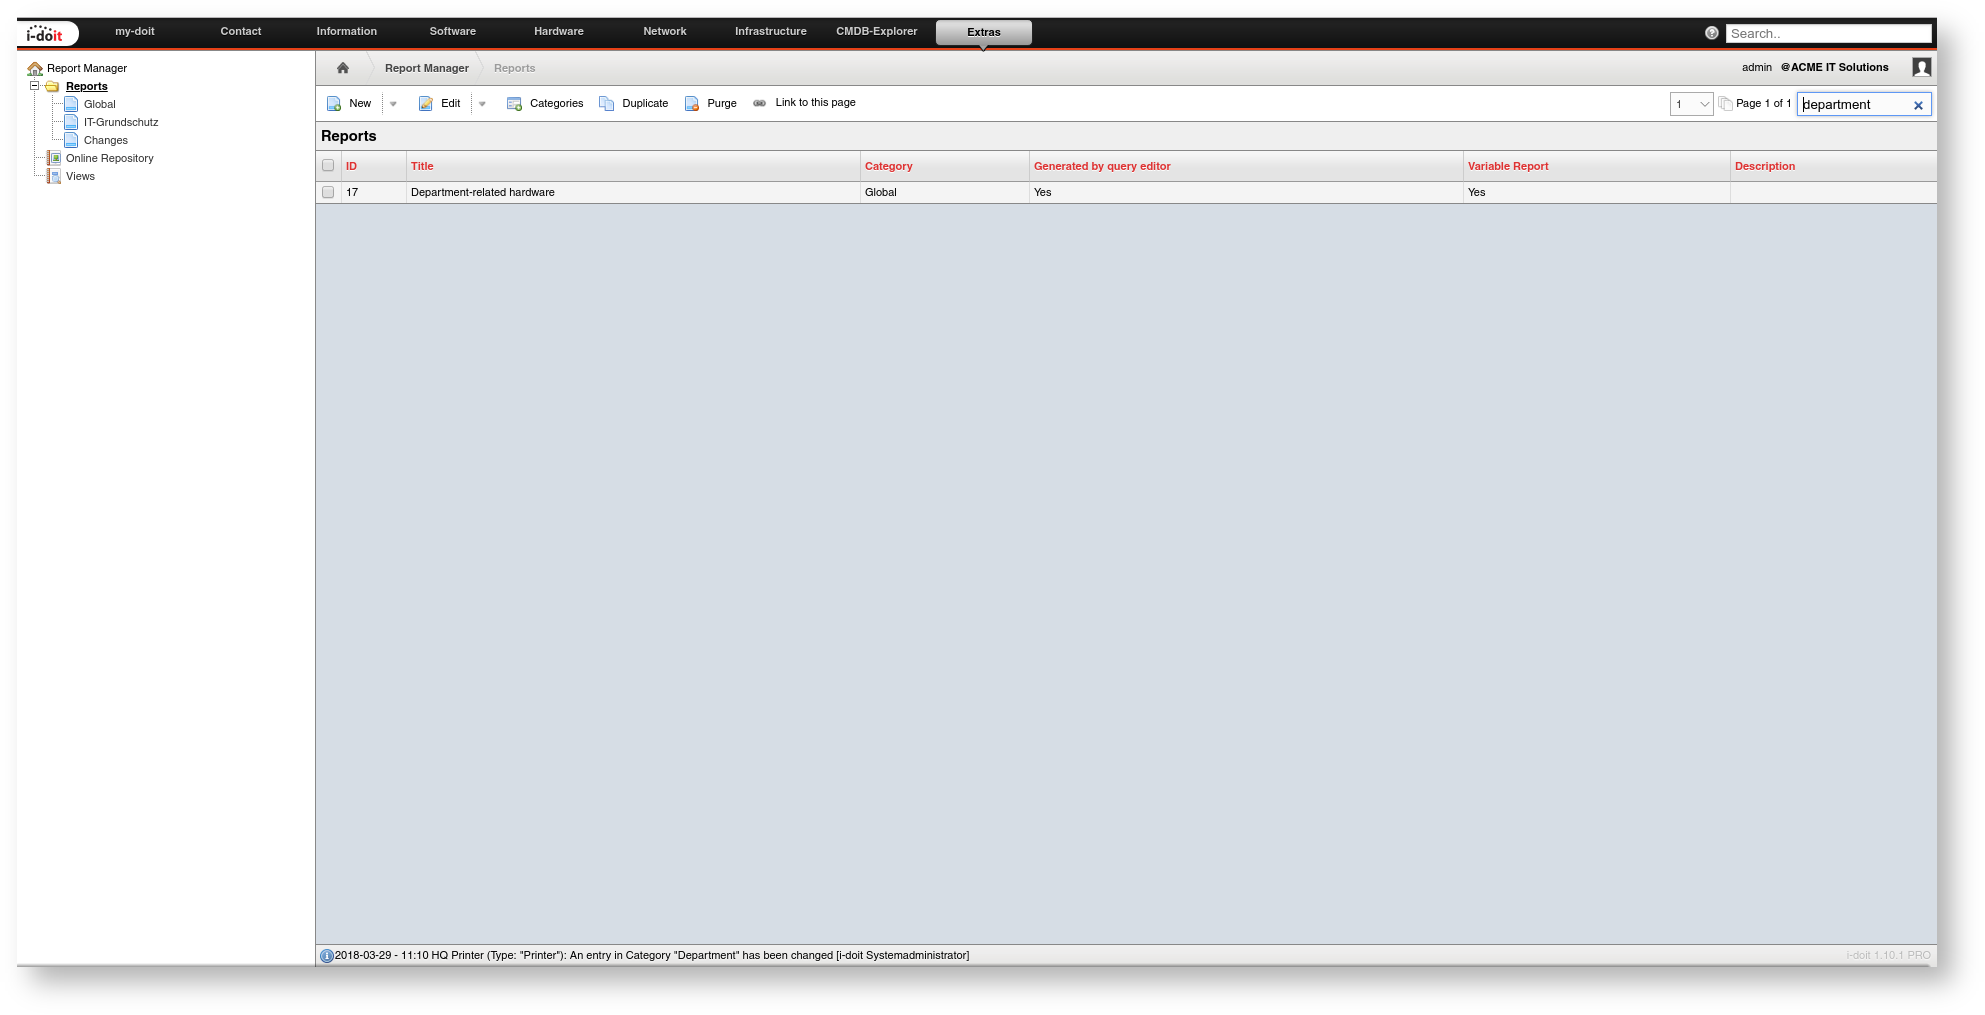 i-doit my-doit Contact Information Software Hardware Network Infrastructure CMDB-Explorer Extras ? Search..
Report Manager
Reports
Global
IT-Grundschutz
Changes
Online Repository
Views
Report Manager Reports admin @ACME IT Solutions
New Edit Categories Duplicate Purge Link to this page 1 Page 1 of 1 department
Reports
ID Title Category Generated by query editor Variable Report Description
17 Department-related hardware Global Yes Yes
2018-03-29 - 11:10 HQ Printer (Type: "Printer"): An entry in Category "Department" has been changed [i-doit Systemadministrator] i-doit 1.10.1 PRO